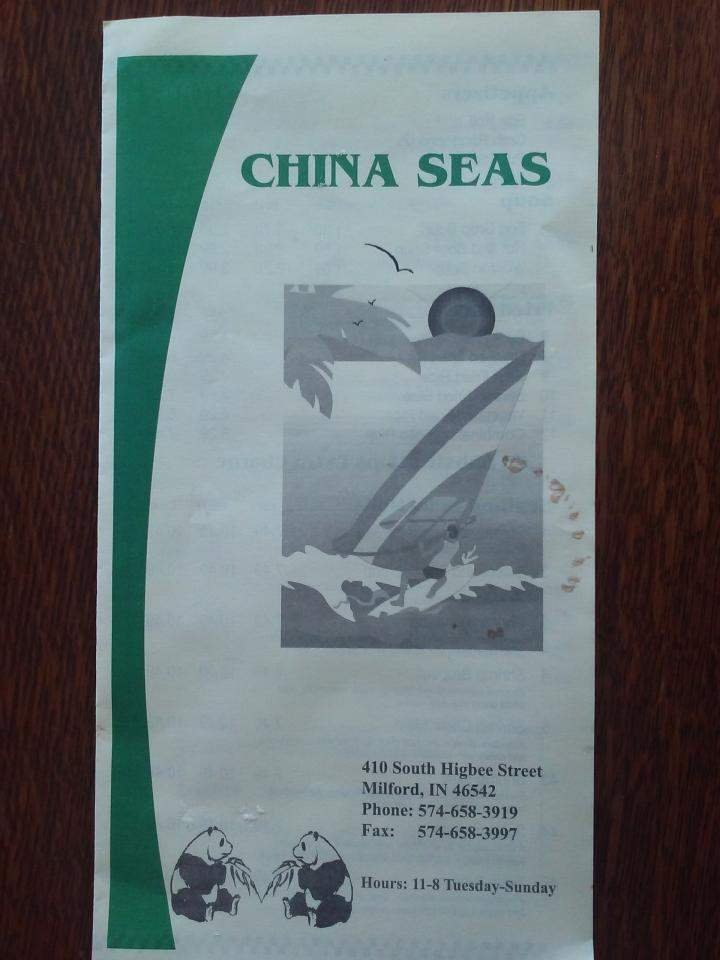 CHINA SEAS
410 South Higbee Street
Milford, IN 46542
Phone: 574-658-3919
Fax: 574-658-3997
Hours: 11-8 Tuesday-Sunday